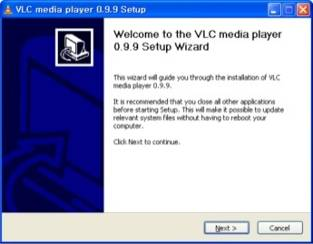 VLC media player 0.9.9 Setup
Welcome to the VLC media player
0.9.9 Setup Wizard
This wizard will guide you through the installation of VLC
media player 0.9.9.
It is recommended that you close all other applications
before starting Setup. This will make it possible to update
relevant system files without having to reboot your
computer.
Click Next to continue.
Next >
Cancel